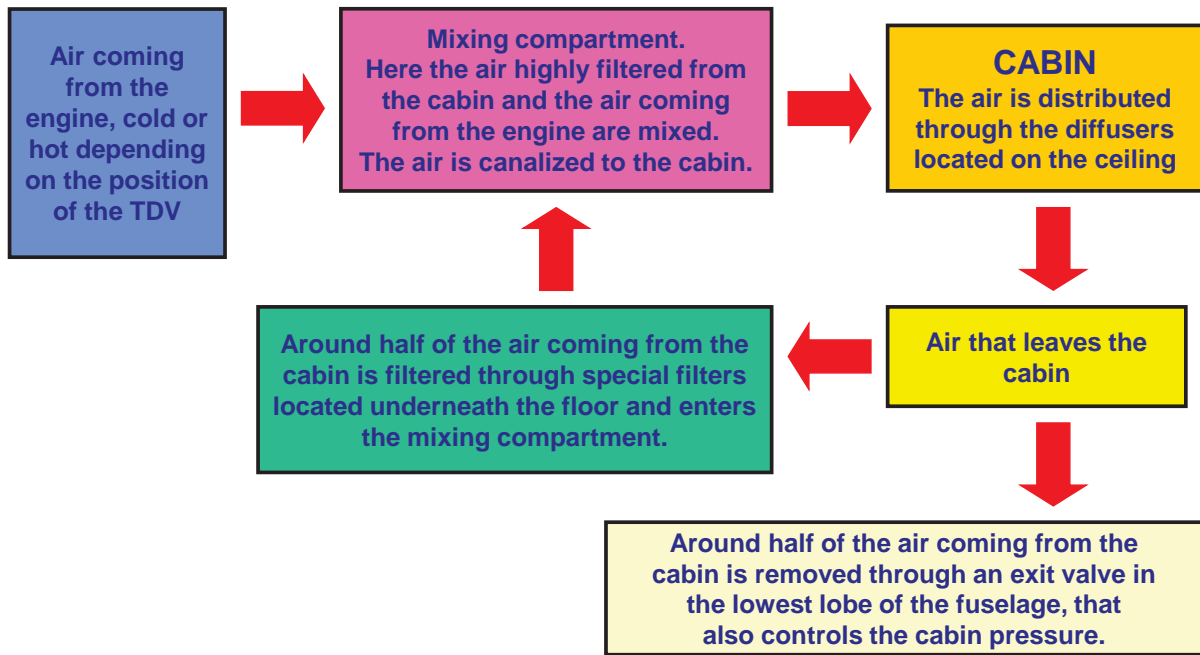 Air coming
from the
engine, cold or
hot depending
on the position
of the TDV
Mixing compartment.
Here the air highly filtered from
the cabin and the air coming
from the engine are mixed.
The air is canalized to the cabin.
CABIN
The air is distributed
through the diffusers
located on the ceiling
Around half of the air coming from the
cabin is filtered through special filters
located underneath the floor and enters
the mixing compartment.
Air that leaves the
cabin
Around half of the air coming from the
cabin is removed through an exit valve in
the lowest lobe of the fuselage, that
also controls the cabin pressure.